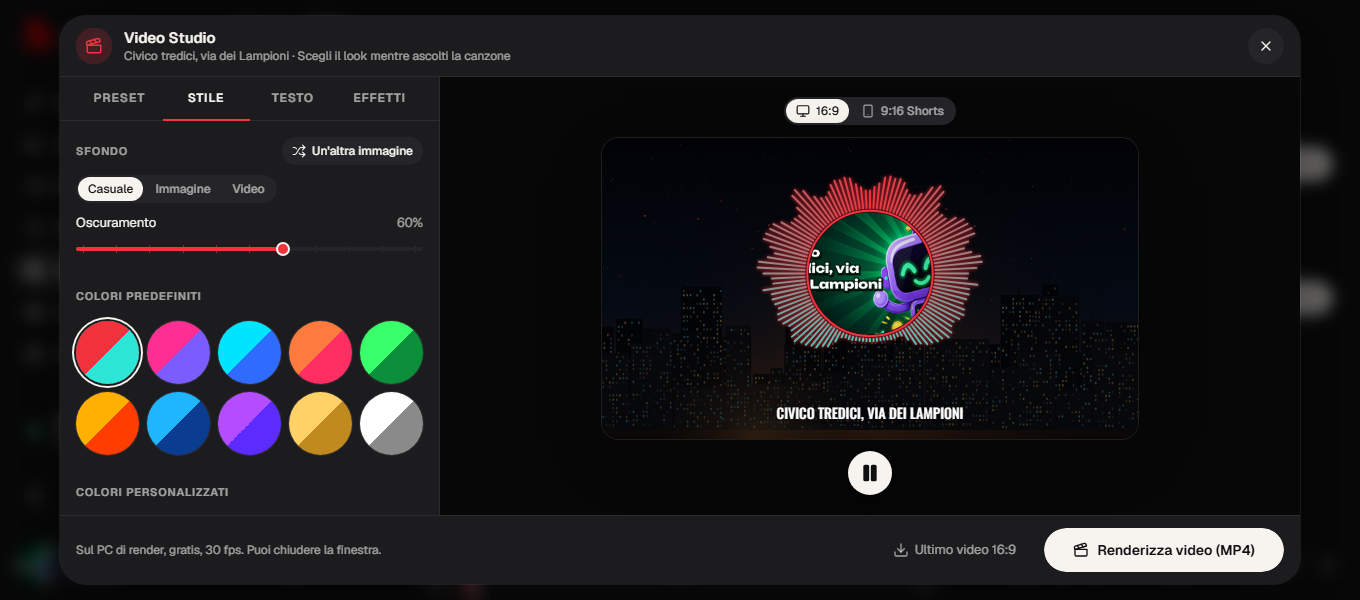 Video Studio
Civico tredici, via dei Lampioni · Scegli il look mentre ascolti la canzone
PRESET
STILE
TESTO
EFFETTI
16:9
9:16 Shorts
SFONDO
Un'altra immagine
Casuale
Immagine
Video
Oscuramento
60%
ici, via
Lampioni
COLORI PREDEFINITI
CIVICO TREDICI, VIA DEI LAMPIONI
COLORI PERSONALIZZATI
Sul PC di render, gratis, 30 fps. Puoi chiudere la finestra.
Ultimo video 16:9
Renderizza video (MP4)